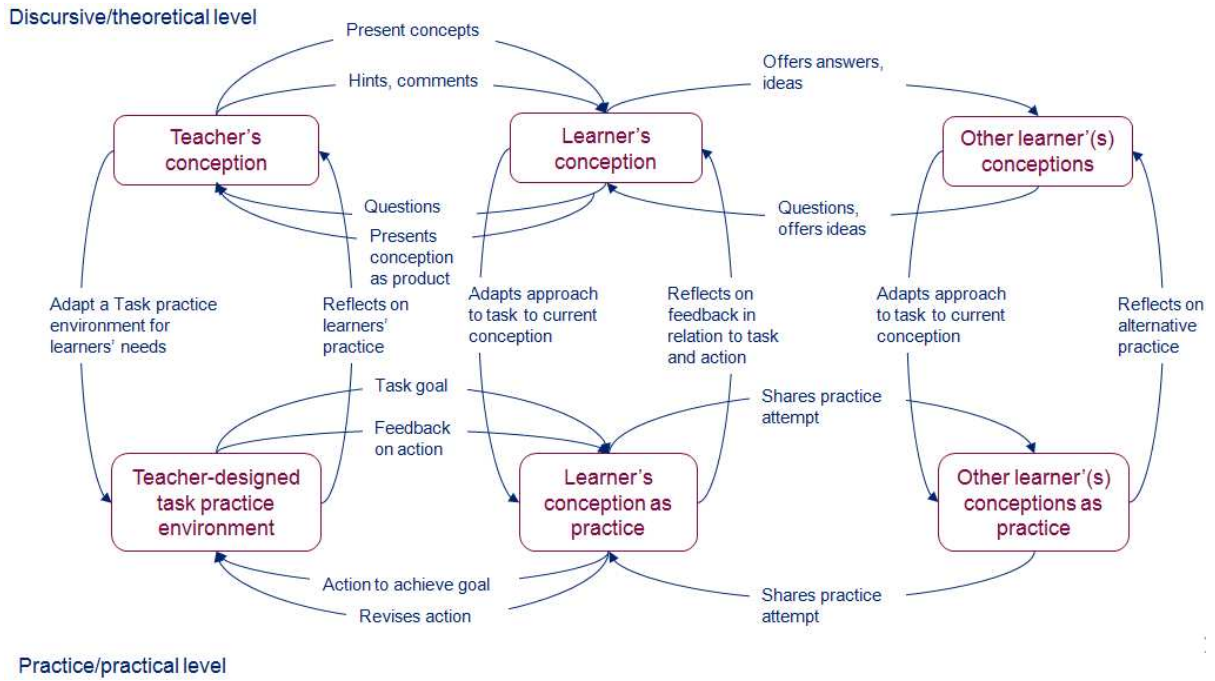 Discursive/theoretical level
Present concepts
Hints, comments
Offers answers,
ideas
Teacher's
conception
Learner's
conception
Other learner'(s)
conceptions
Questions
Presents
conception
as product
Questions,
offers ideas
Adapt a Task practice
environment for
learners' needs
Reflects on
learners'
practice
Adapts approach
to task to current
conception
Reflects on
feedback in
relation to task
and action
Adapts approach
to task to current
conception
Reflects on
alternative
practice
Task goal
Feedback
on action
Shares practice
attempt
Teacher-designed
task practice
environment
Learner's
conception as
practice
Other learner'(s)
conceptions as
practice
Action to achieve goal
Revises action
Shares practice
attempt
Practice/practical level